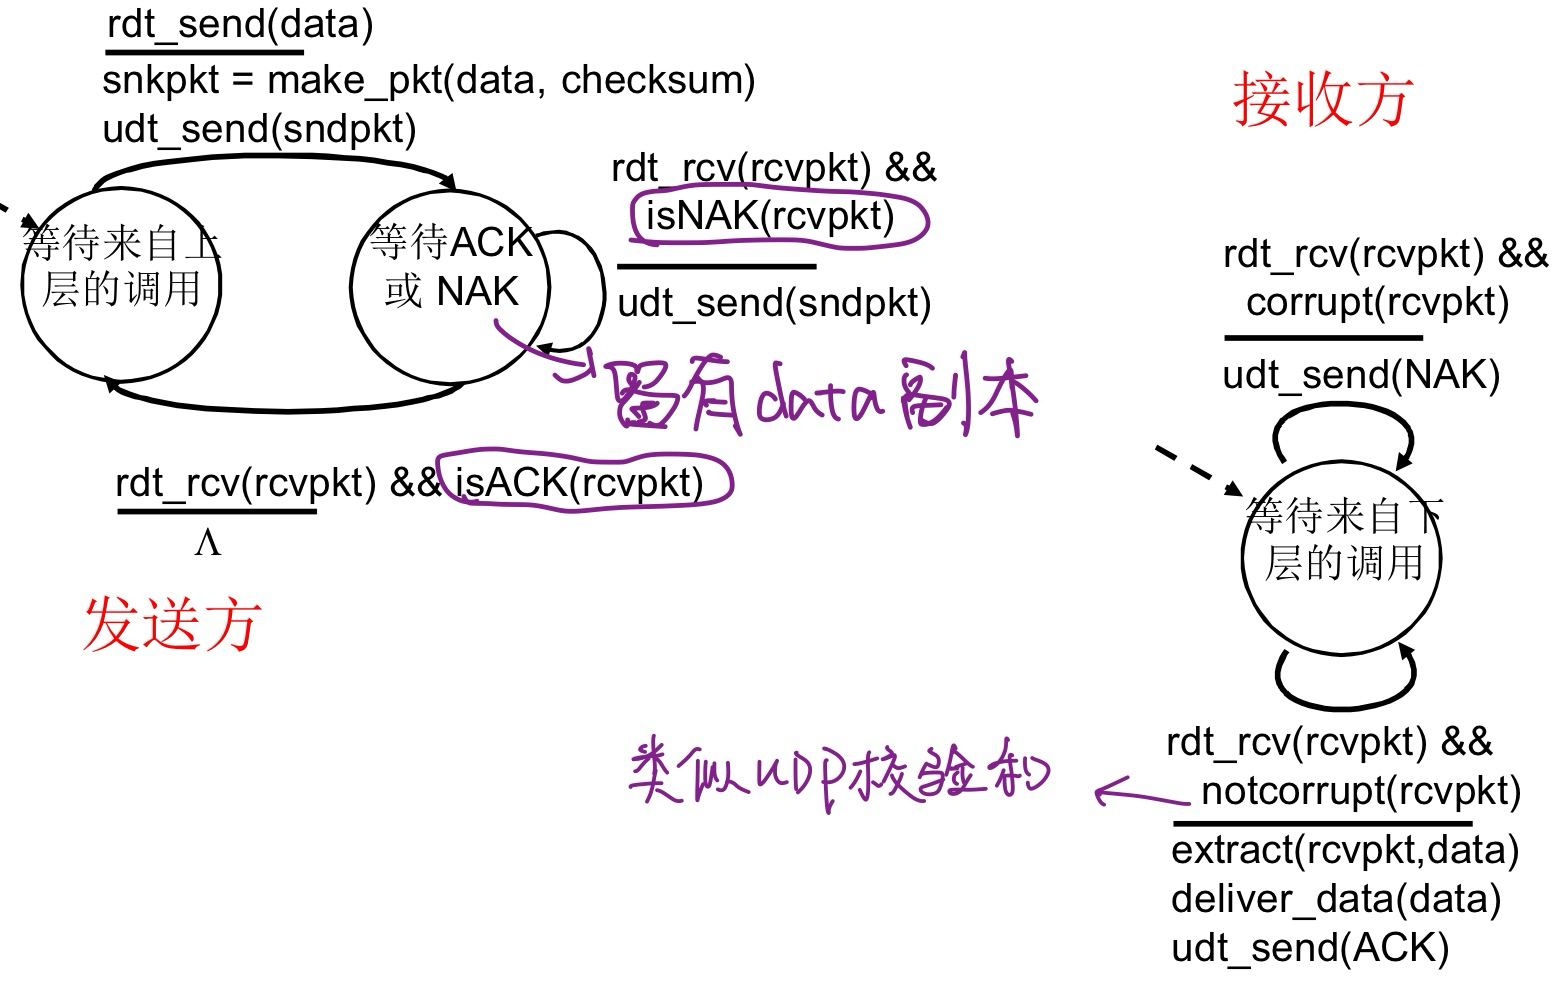 rdt_send(data)
snkpkt = make_pkt(data, checksum)
udt_send(sndpkt)
等待来自上
层的调用
等待ACK
或 NAK
rdt_rcv(rcvpkt) &&
isNAK(rcvpkt)
udt_send(sndpkt)
留有data副本
rdt_rcv(rcvpkt) && isACK(rcvpkt)
Λ
发送方
接收方
rdt_rcv(rcvpkt) &&
corrupt(rcvpkt)
udt_send(NAK)
等待来自下
层的调用
rdt_rcv(rcvpkt) &&
notcorrupt(rcvpkt)
类似UDP校验和
extract(rcvpkt,data)
deliver_data(data)
udt_send(ACK)